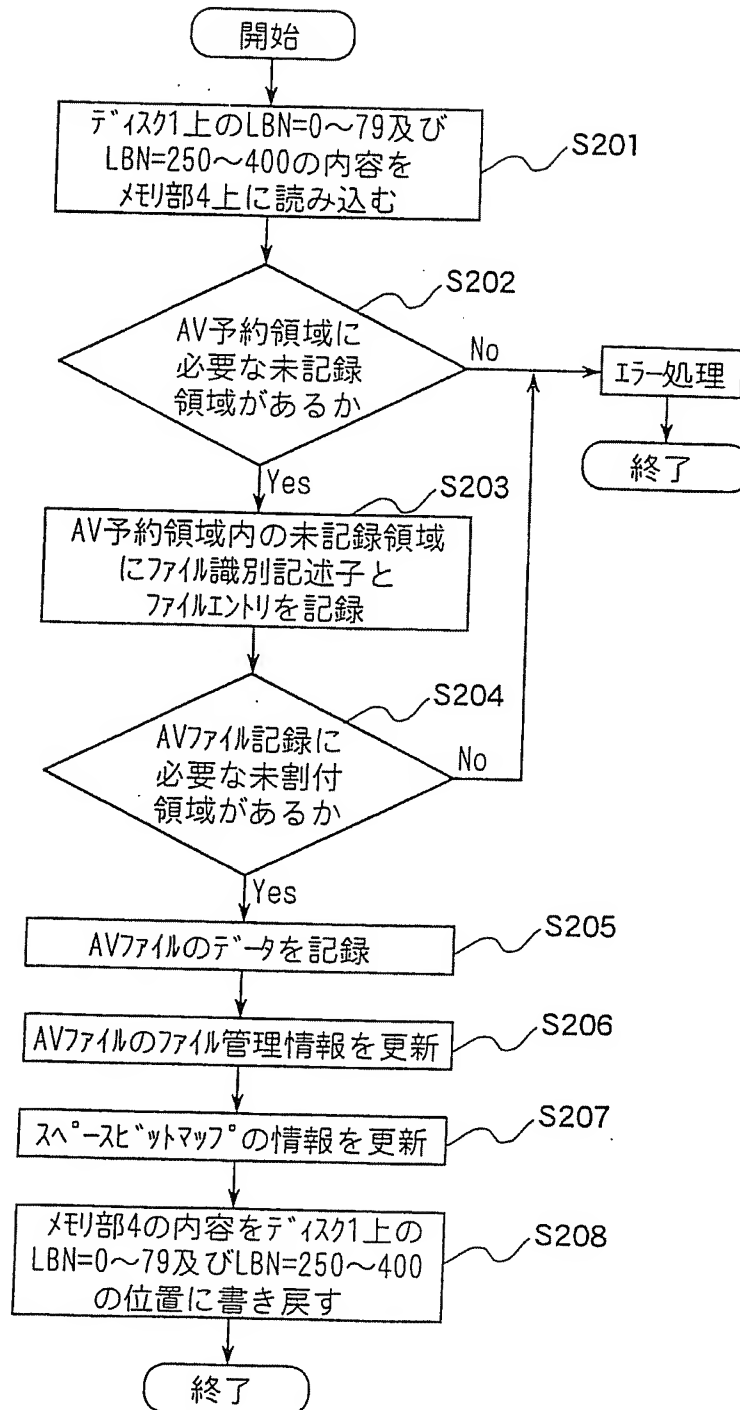 開始
ディスク1上のLBN=0～79及び
LBN=250～400の内容を
メモリ部4上に読み込む
S201
S202
AV予約領域に
必要な未記録
領域があるか
No
エラー処理
終了
Yes
S203
AV予約領域内の未記録領域
にファイル識別記述子と
ファイルエントリを記録
S204
AVファイル記録に
必要な未割付
領域があるか
No
Yes
AVファイルのデータを記録
S205
AVファイルのファイル管理情報を更新
S206
スペースビットマップの情報を更新
S207
メモリ部4の内容をディスク1上の
LBN=0～79及びLBN=250～400
の位置に書き戻す
S208
終了